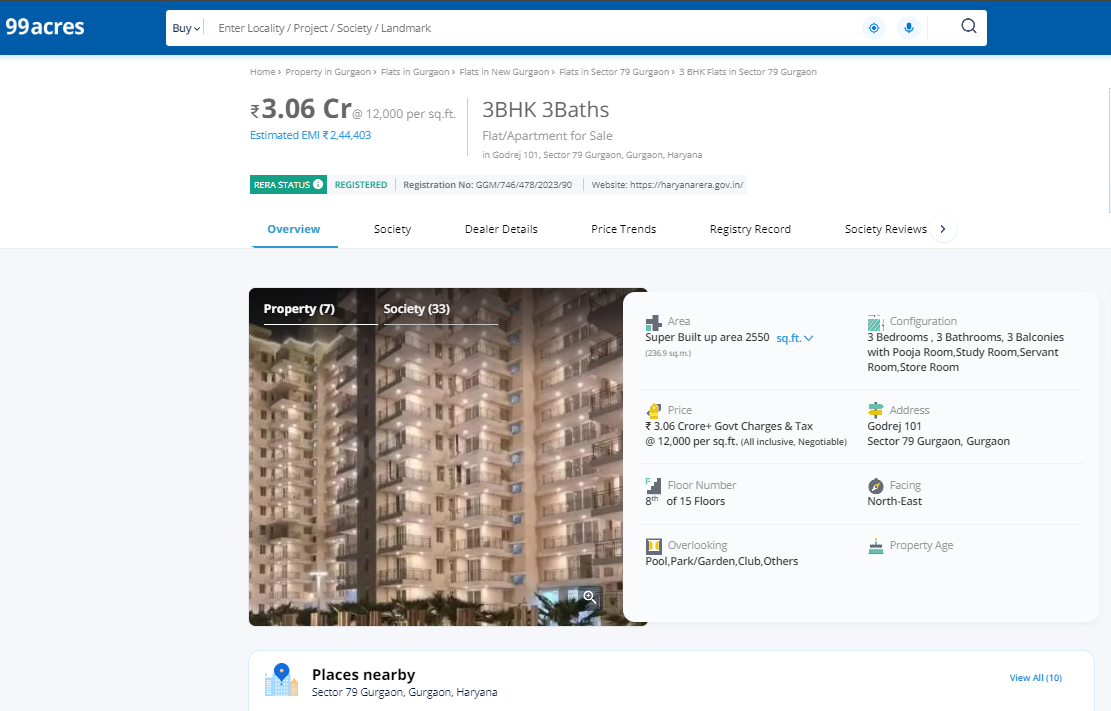 99acres
Buy
Enter Locality / Project / Society / Landmark
Home › Property in Gurgaon › Flats in Gurgaon › Flats in New Gurgaon › Flats in Sector 79 Gurgaon › 3 BHK Flats in Sector 79 Gurgaon
₹3.06 Cr @ 12,000 per sq.ft.
Estimated EMI ₹2,44,403
3BHK 3Baths
Flat/Apartment for Sale
in Godrej 101, Sector 79 Gurgaon, Gurgaon, Haryana
RERA STATUS REGISTERED Registration No: GGM/746/478/2023/90 Website: https://haryanarera.gov.in/
Overview Society Dealer Details Price Trends Registry Record Society Reviews
Property (7) Society (33)
Area
Super Built up area 2550 sq.ft.
(236.9 sq.m.)
Configuration
3 Bedrooms , 3 Bathrooms, 3 Balconies
with Pooja Room,Study Room,Servant
Room,Store Room
Price
₹ 3.06 Crore+ Govt Charges & Tax
@ 12,000 per sq.ft. (All inclusive, Negotiable)
Address
Godrej 101
Sector 79 Gurgaon, Gurgaon
Floor Number
8th of 15 Floors
Facing
North-East
Overlooking
Pool,Park/Garden,Club,Others
Property Age
Places nearby
Sector 79 Gurgaon, Gurgaon, Haryana
View All (10)